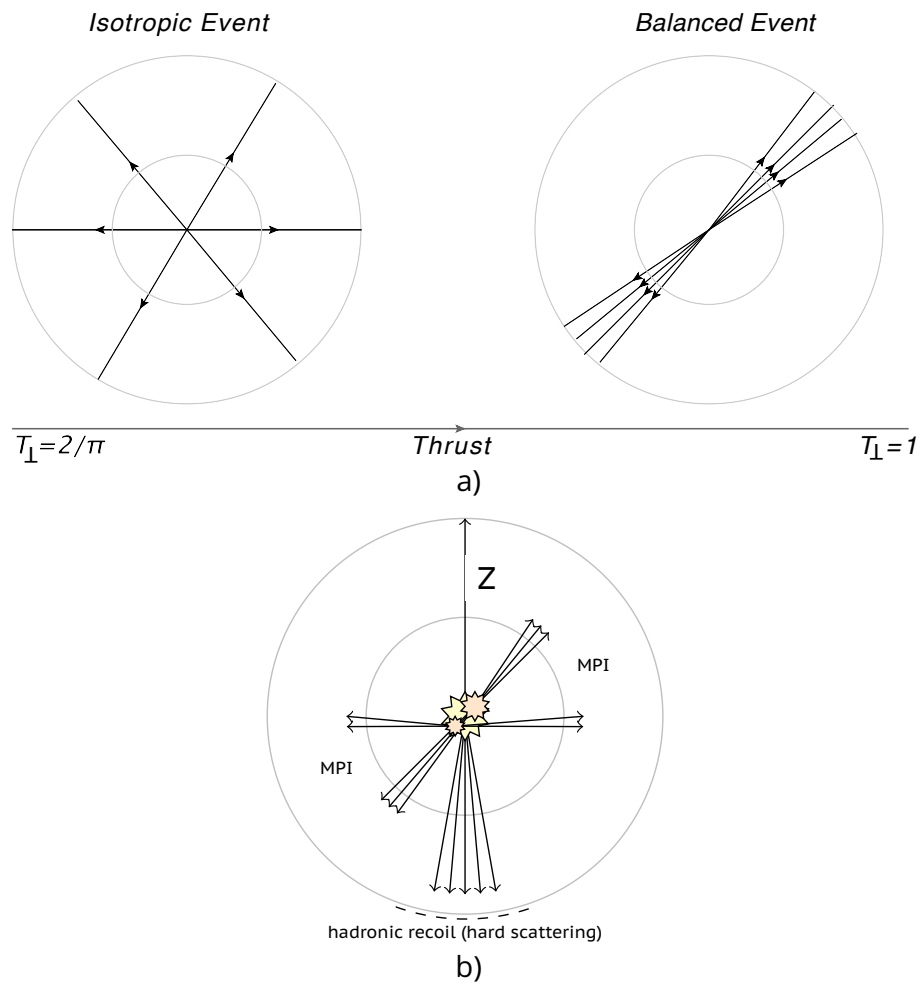 Isotropic Event
Balanced Event
T⊥=2/π
Thrust
T⊥=1
a)
Z
MPI
MPI
hadronic recoil (hard scattering)
b)